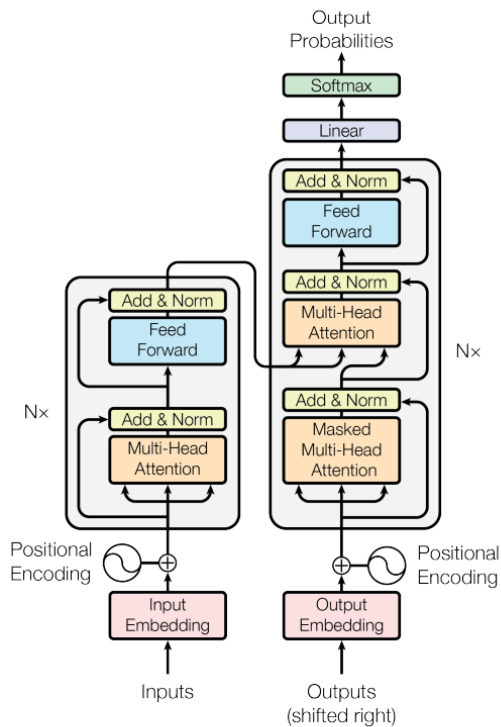 Output
Probabilities
Softmax
Linear
Add & Norm
Feed
Forward
Add & Norm
Multi-Head
Attention
Add & Norm
Masked
Multi-Head
Attention
N×
Add & Norm
Feed
Forward
Add & Norm
Multi-Head
Attention
N×
Positional
Encoding
Positional
Encoding
Input
Embedding
Output
Embedding
Inputs
Outputs
(shifted right)